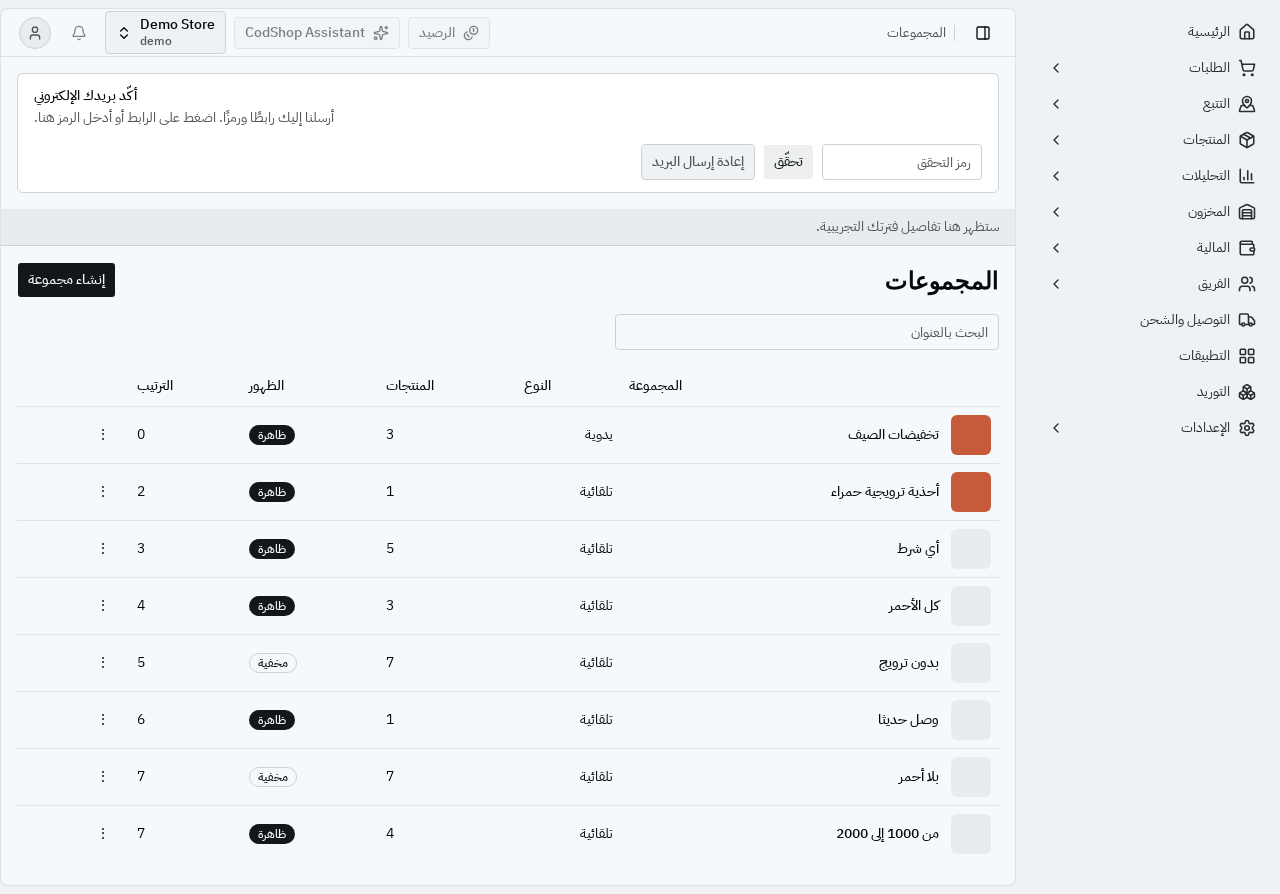 الرئيسية
الطلبات
التتبع
المنتجات
التحليلات
المخزون
المالية
الفريق
التوصيل والشحن
التطبيقات
التوريد
الإعدادات
المجموعات
الرصيد
CodShop Assistant
Demo Store
demo
أكّد بريدك الإلكتروني
أرسلنا إليك رابطًا ورمزًا. اضغط على الرابط أو أدخل الرمز هنا.
رمز التحقق تحقّق إعادة إرسال البريد
ستظهر هنا تفاصيل فترتك التجريبية.
المجموعات إنشاء مجموعة
البحث بالعنوان
المجموعة النوع المنتجات الظهور الترتيب
تخفيضات الصيف يدوية 3 ظاهرة 0
أحذية ترويجية حمراء تلقائية 1 ظاهرة 2
أي شرط تلقائية 5 ظاهرة 3
كل الأحمر تلقائية 3 ظاهرة 4
بدون ترويج تلقائية 7 مخفية 5
وصل حديثا تلقائية 1 ظاهرة 6
بلا أحمر تلقائية 7 مخفية 7
من 1000 إلى 2000 تلقائية 4 ظاهرة 7